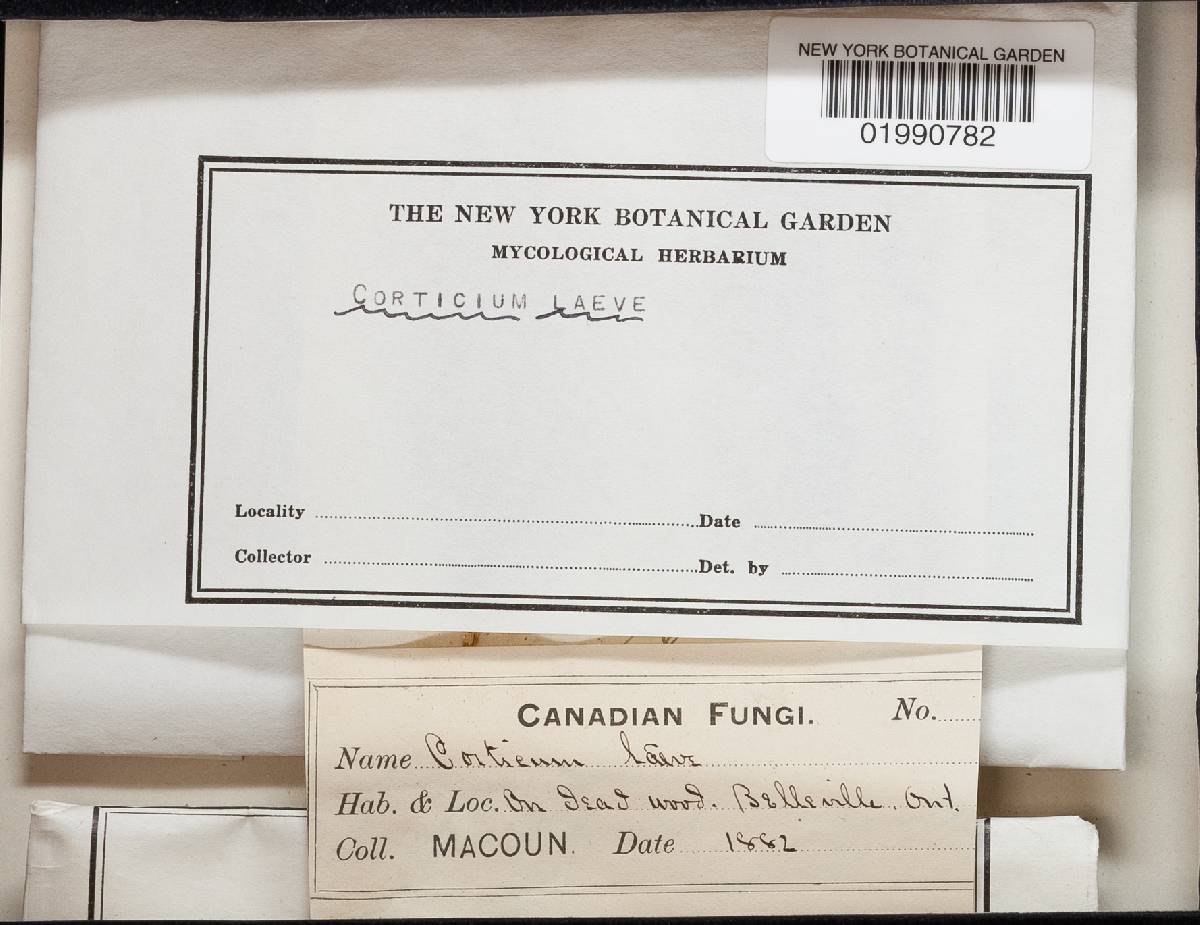 NEW YORK BOTANICAL GARDEN
01990782
THE NEW YORK BOTANICAL GARDEN
MYCOLOGICAL HERBARIUM
CORTICIUM LAEVE
Locality Date
Collector Det. by
CANADIAN FUNGI. No.
Name Corticum laeve
Hab. & Loc. On dead wood. Belleville, Ont.
Coll. MACOUN. Date 1882